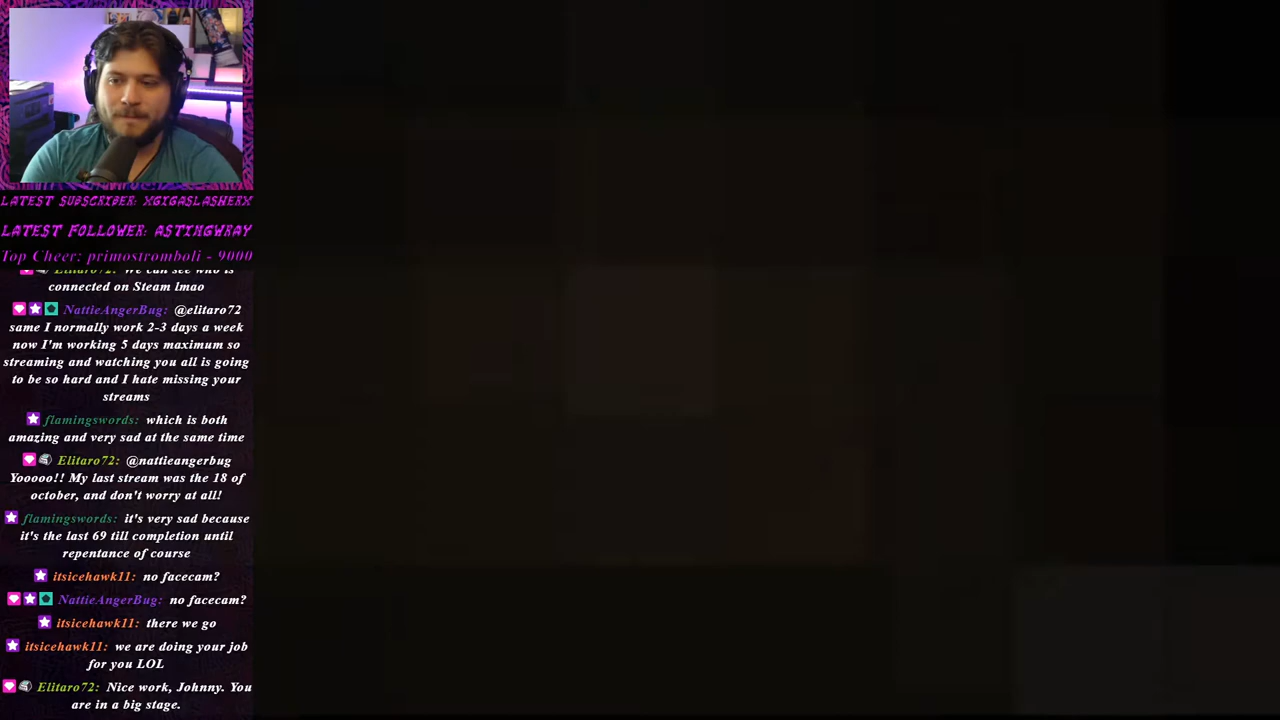 LATEST SUBSCRIBER: XGIGASLASHERX
LATEST FOLLOWER: ASTINGWRAY
Top Cheer: primostromboli - 9000
Elitaro72: We can see who is
connected on Steam lmao
NattieAngerBug: @elitaro72
same I normally work 2-3 days a week
now I'm working 5 days maximum so
streaming and watching you all is going
to be so hard and I hate missing your
streams
flamingswords: which is both
amazing and very sad at the same time
Elitaro72: @nattieangerbug
Yooooo!! My last stream was the 18 of
october, and don't worry at all!
flamingswords: it's very sad because
it's the last 69 till completion until
repentance of course
itsicehawk11: no facecam?
NattieAngerBug: no facecam?
itsicehawk11: there we go
itsicehawk11: we are doing your job
for you LOL
Elitaro72: Nice work, Johnny. You
are in a big stage.